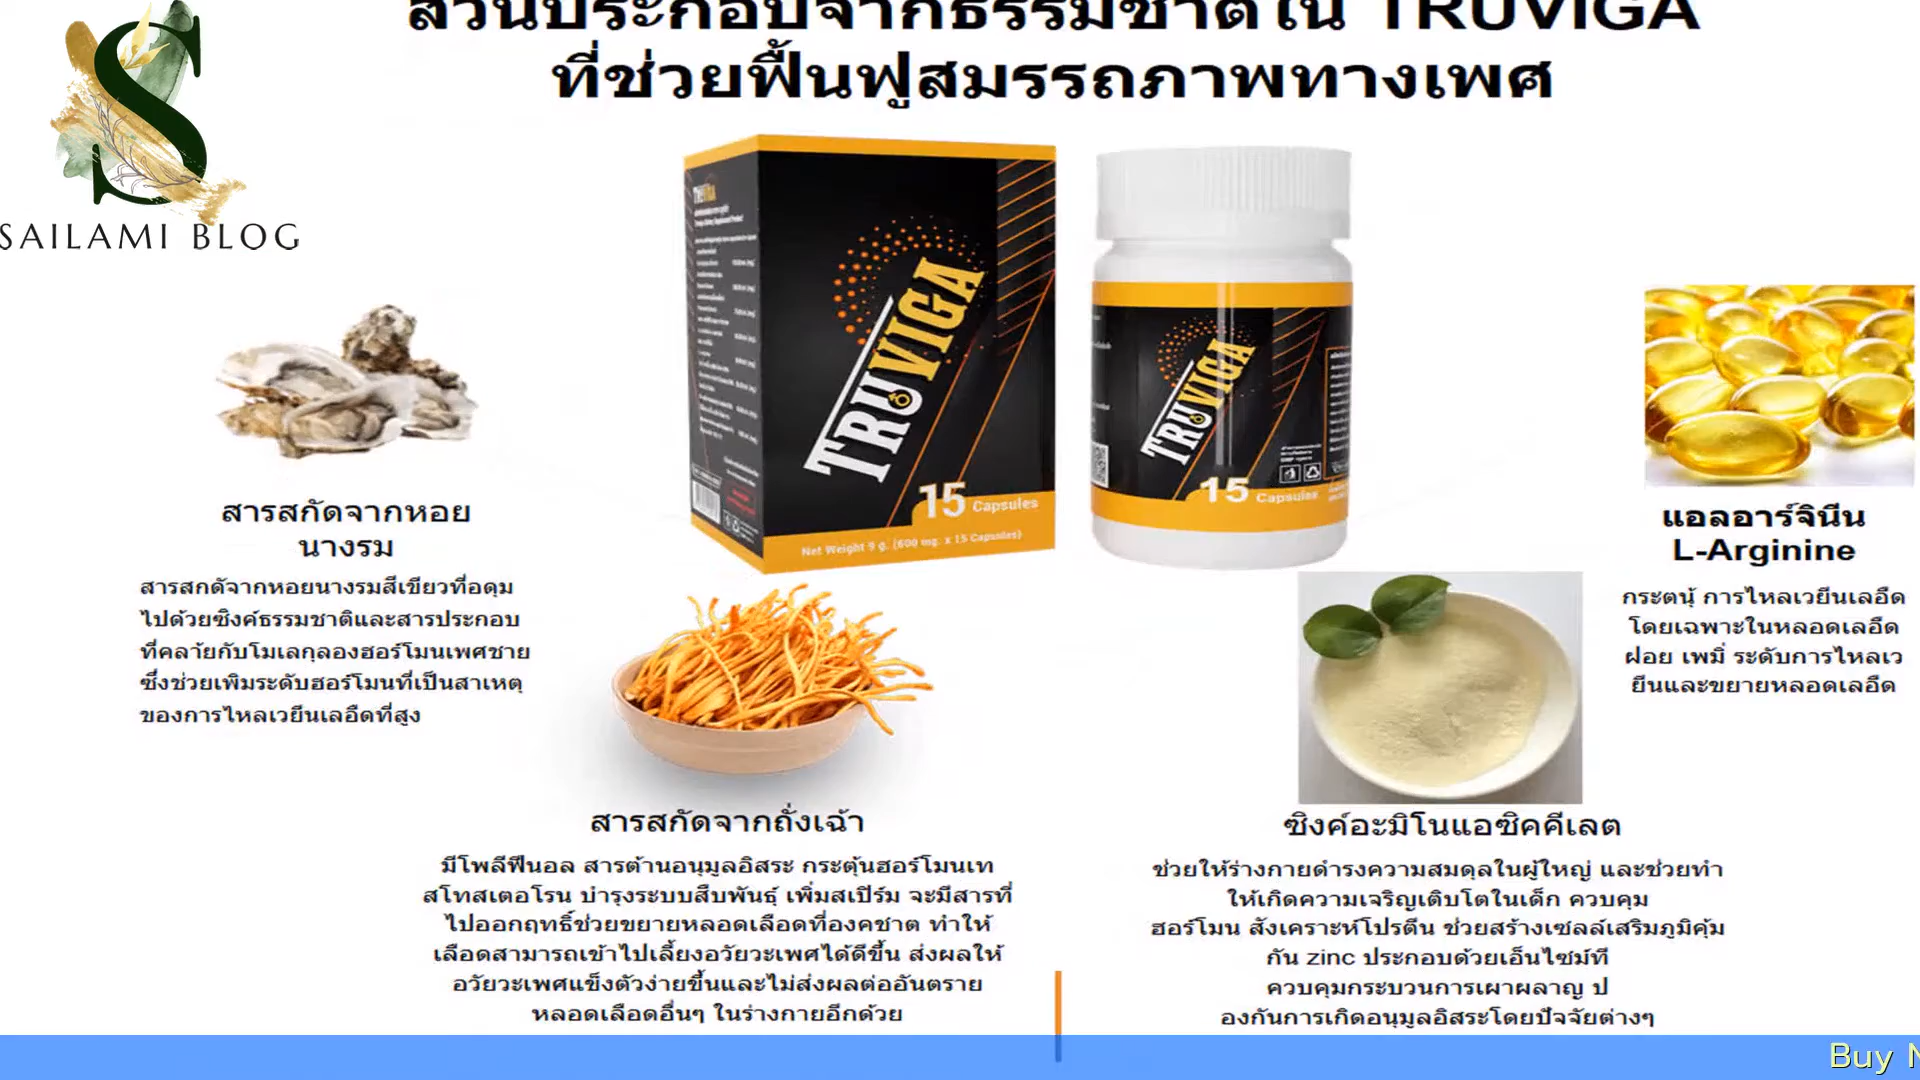 ส่วนประกอบจากธรรมชาติใน TRUVIGA
ที่ช่วยฟื้นฟูสมรรถภาพทางเพศ
S
SAILAMI BLOG
TRUVIGA
15 Capsules
Net Weight 9 g. (600 mg. x 15 Capsules)
TRUVIGA
15 Capsules
สารสกัดจากหอย
นางรม
สารสกดัจากหอยนางรมสีเขียวที่อดุม
ไปด้วยซิงค์ธรรมชาติและสารประกอบ
ที่คลา้ยกับโมเลกุลองฮอร์โมนเพศชาย
ซึ่งช่วยเพิมระดับฮอร์โมนที่เป็นสาเหตุ
ของการไหลเวยีนเลอืดที่สูง
แอลอาร์จินีน
L-Arginine
กระตนุ้ การไหลเวยีนเลอืด
โดยเฉพาะในหลอดเลอืด
ฝอย เพมิ่ ระดับการไหลเว
ยีนและขยายหลอดเลอืด
สารสกัดจากถั่งเฉ้า
มีโพลีฟีนอล สารต้านอนุมูลอิสระ กระตุ้นฮอร์โมนเท
สโทสเตอโรน บำรุงระบบสืบพันธุ์ เพิ่มสเปิร์ม จะมีสารที่
ไปออกฤทธิ์ช่วยขยายหลอดเลือดที่องคชาต ทำให้
เลือดสามารถเข้าไปเลี้ยงอวัยวะเพศได้ดีขึ้น ส่งผลให้
อวัยวะเพศแข็งตัวง่ายขึ้นและไม่ส่งผลต่ออันตราย
หลอดเลือดอื่นๆ ในร่างกายอีกด้วย
ซิงค์อะมิโนแอซิคคีเลต
ช่วยให้ร่างกายดำรงความสมดุลในผู้ใหญ่ และช่วยทำ
ให้เกิดความเจริญเติบโตในเด็ก ควบคุม
ฮอร์โมน สังเคราะห์โปรตีน ช่วยสร้างเซลล์เสริมภูมิคุ้ม
กัน zinc ประกอบด้วยเอ็นไซม์ที
ควบคุมกระบวนการเผาผลาญ ป
องกันการเกิดอนุมูลอิสระโดยปัจจัยต่างๆ
Buy N